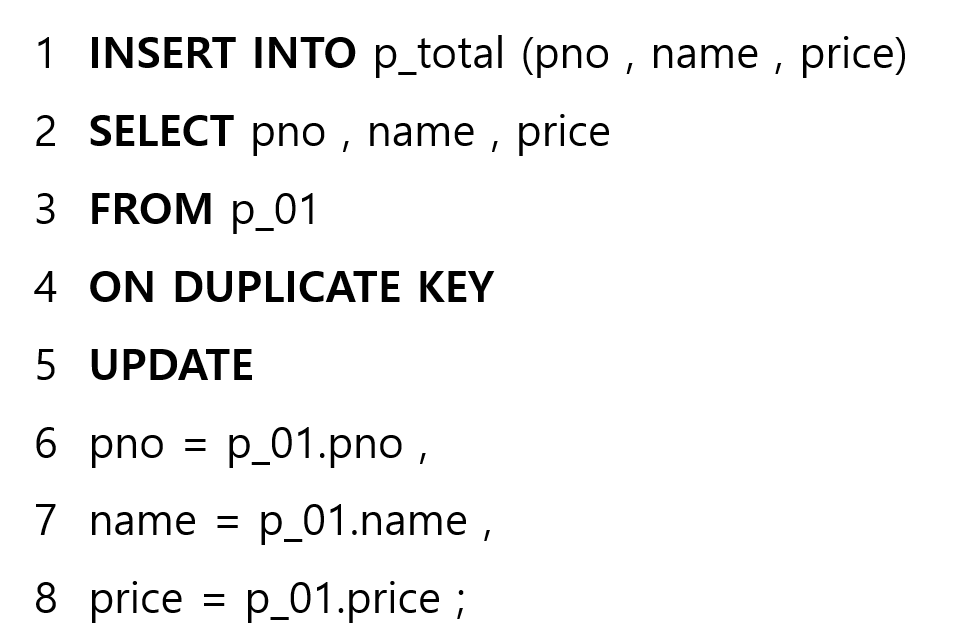 1 INSERT INTO p_total (pno , name , price)
2 SELECT pno , name , price
3 FROM p_01
4 ON DUPLICATE KEY
5 UPDATE
6 pno = p_01.pno ,
7 name = p_01.name ,
8 price = p_01.price ;